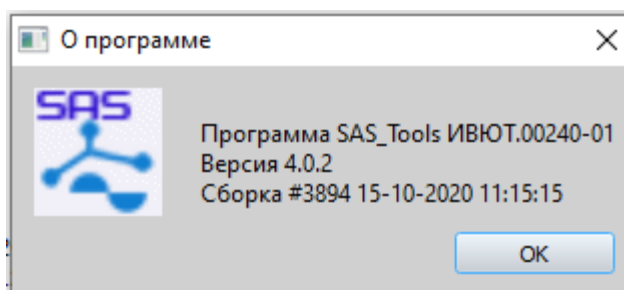 О программе
SAS
Программа SAS_Tools ИВЮТ.00240-01
Версия 4.0.2
Сборка #3894 15-10-2020 11:15:15
OK